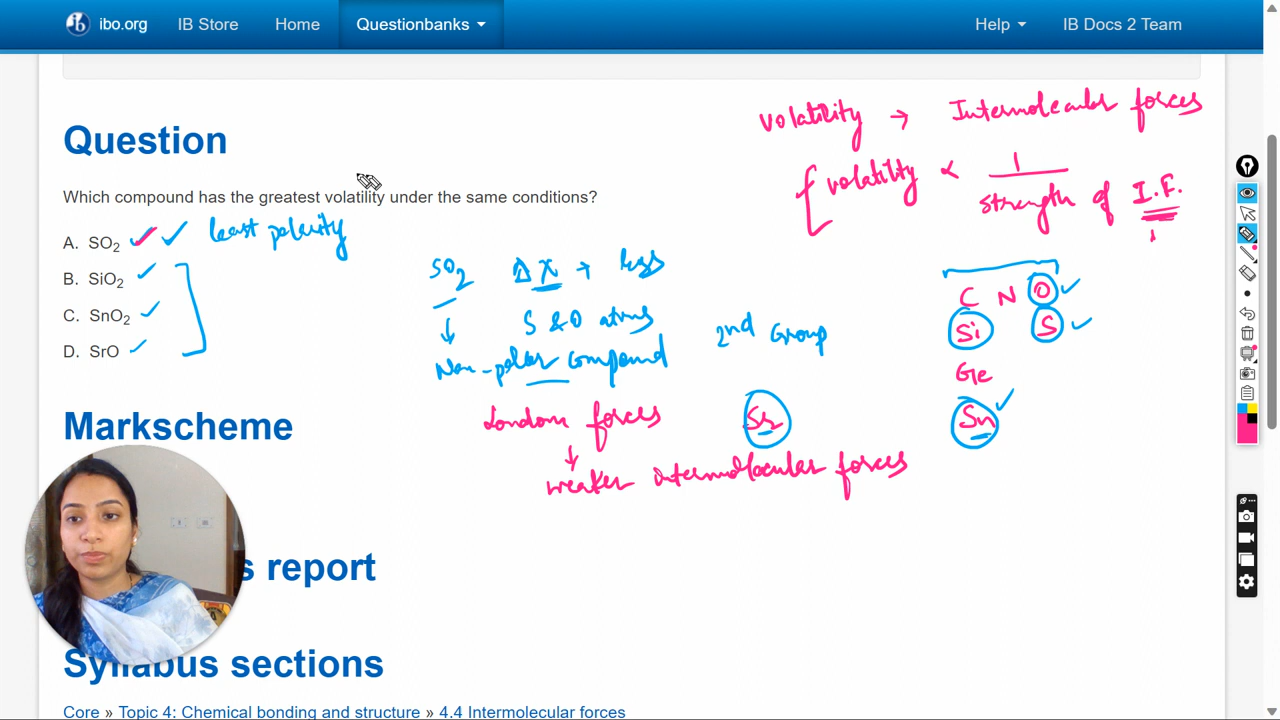 ibo.org IB Store Home Questionbanks Help IB Docs 2 Team
volatility → Intermolecular forces
Question
{ volatility ∝ 1 / strength of I.F.
Which compound has the greatest volatility under the same conditions?
A. SO2 ✓ ✓ least polarity
B. SiO2 ✓
C. SnO2 ✓
D. SrO ✓
SO2 Δ X → less
↓ S & O atoms
Non-polar compound
2nd Group
C N O ✓
Si S ✓
Ge
Sr Sn ✓
London forces
↓
weaker intermolecular forces
Markscheme
s report
Syllabus sections
Core » Topic 4: Chemical bonding and structure » 4.4 Intermolecular forces